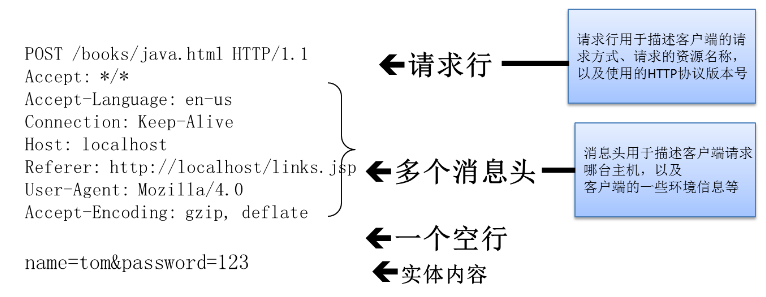 POST /books/java.html HTTP/1.1
Accept: */*
Accept-Language: en-us
Connection: Keep-Alive
Host: localhost
Referer: http://localhost/links.jsp
User-Agent: Mozilla/4.0
Accept-Encoding: gzip, deflate
name=tom&password=123
请求行
多个消息头
一个空行
实体内容
请求行用于描述客户端的请
求方式、请求的资源名称，
以及使用的HTTP协议版本号
消息头用于描述客户端请求
哪台主机，以及
客户端的一些环境信息等